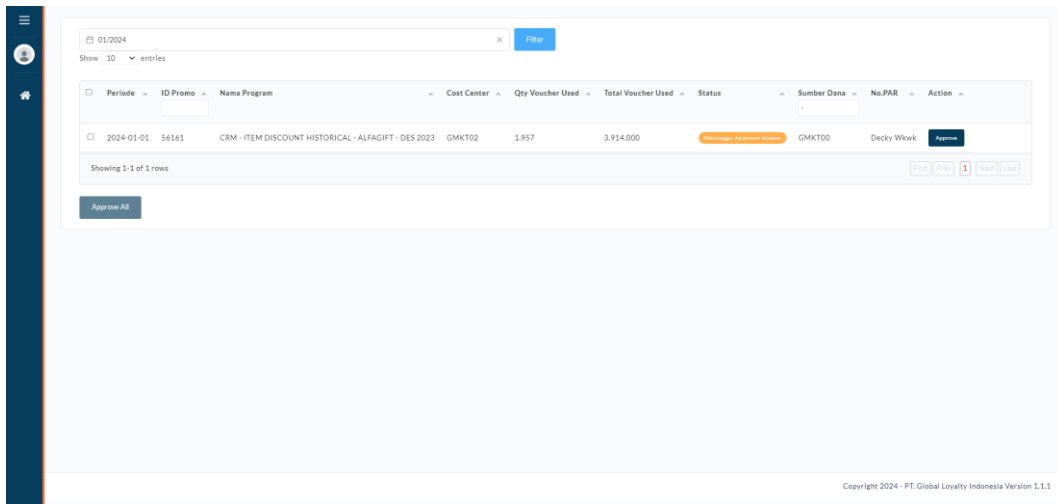 01/2024 × Filter
Show 10 entries
Periode ID Promo Nama Program Cost Center Qty Voucher Used Total Voucher Used Status Sumber Dana No.PAR Action
-
2024-01-01 56161 CRM - ITEM DISCOUNT HISTORICAL - ALFAGIFT - DES 2023 GMKT02 1.957 3.914.000 Menunggu Approval Atasan GMKT00 Decky Wkwk Approve
Showing 1-1 of 1 rows First Prev 1 Next Last
Approve All
Copyright 2024 - PT. Global Loyalty Indonesia Version 1.1.1